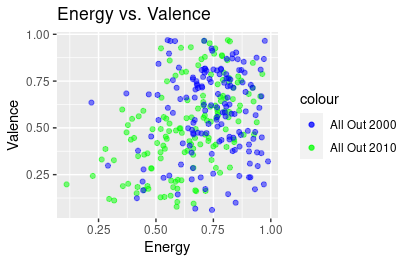 Energy vs. Valence
1.00
0.75
0.50
0.25
Valence
0.25 0.50 0.75 1.00
Energy
colour
All Out 2000
All Out 2010